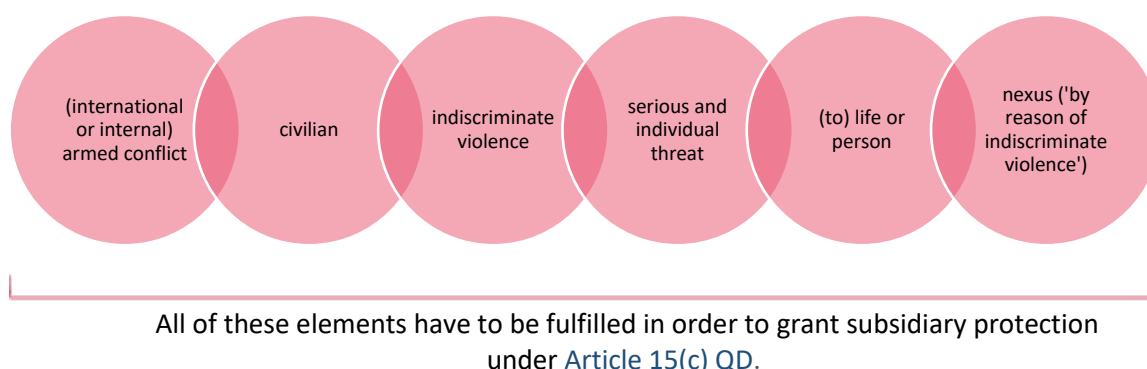 (international
or internal)
armed conflict
civilian
indiscriminate
violence
serious and
individual
threat
(to) life or
person
nexus ('by
reason of
indiscriminate
violence')
All of these elements have to be fulfilled in order to grant subsidiary protection
under Article 15(c) QD.